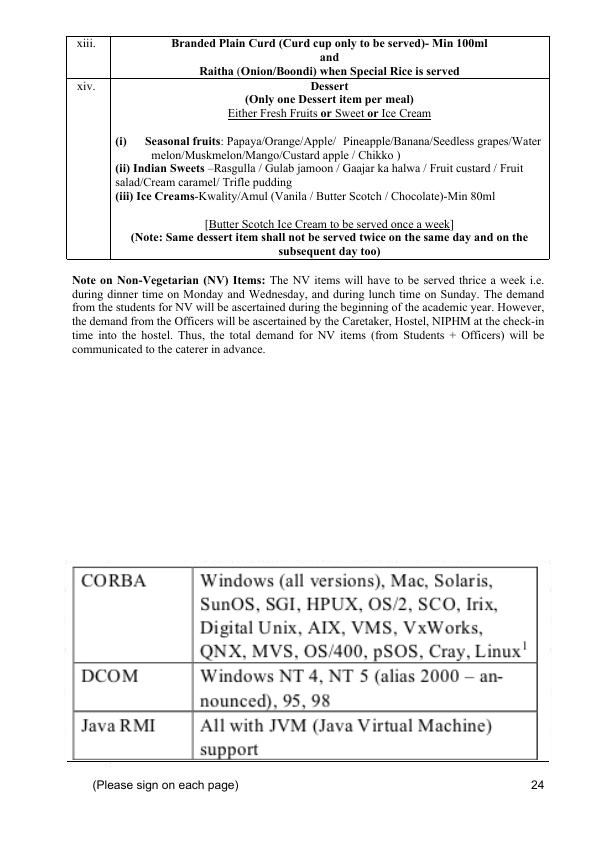 xiii.
Branded Plain Curd (Curd cup only to be served)- Min 100ml
and
Raitha (Onion/Boondi) when Special Rice is served
xiv.
Dessert
(Only one Dessert item per meal)
Either Fresh Fruits or Sweet or Ice Cream
(i) Seasonal fruits: Papaya/Orange/Apple/ Pineapple/Banana/Seedless grapes/Water
melon/Muskmelon/Mango/Custard apple / Chikko )
(ii) Indian Sweets –Rasgulla / Gulab jamoon / Gaajar ka halwa / Fruit custard / Fruit
salad/Cream caramel/ Trifle pudding
(iii) Ice Creams-Kwality/Amul (Vanila / Butter Scotch / Chocolate)-Min 80ml
[Butter Scotch Ice Cream to be served once a week]
(Note: Same dessert item shall not be served twice on the same day and on the
subsequent day too)
Note on Non-Vegetarian (NV) Items: The NV items will have to be served thrice a week i.e.
during dinner time on Monday and Wednesday, and during lunch time on Sunday. The demand
from the students for NV will be ascertained during the beginning of the academic year. However,
the demand from the Officers will be ascertained by the Caretaker, Hostel, NIPHM at the check-in
time into the hostel. Thus, the total demand for NV items (from Students + Officers) will be
communicated to the caterer in advance.
CORBA
Windows (all versions), Mac, Solaris,
SunOS, SGI, HPUX, OS/2, SCO, Irix,
Digital Unix, AIX, VMS, VxWorks,
QNX, MVS, OS/400, pSOS, Cray, Linux¹
DCOM
Windows NT 4, NT 5 (alias 2000 – an-
nounced), 95, 98
Java RMI
All with JVM (Java Virtual Machine)
support
(Please sign on each page)
24